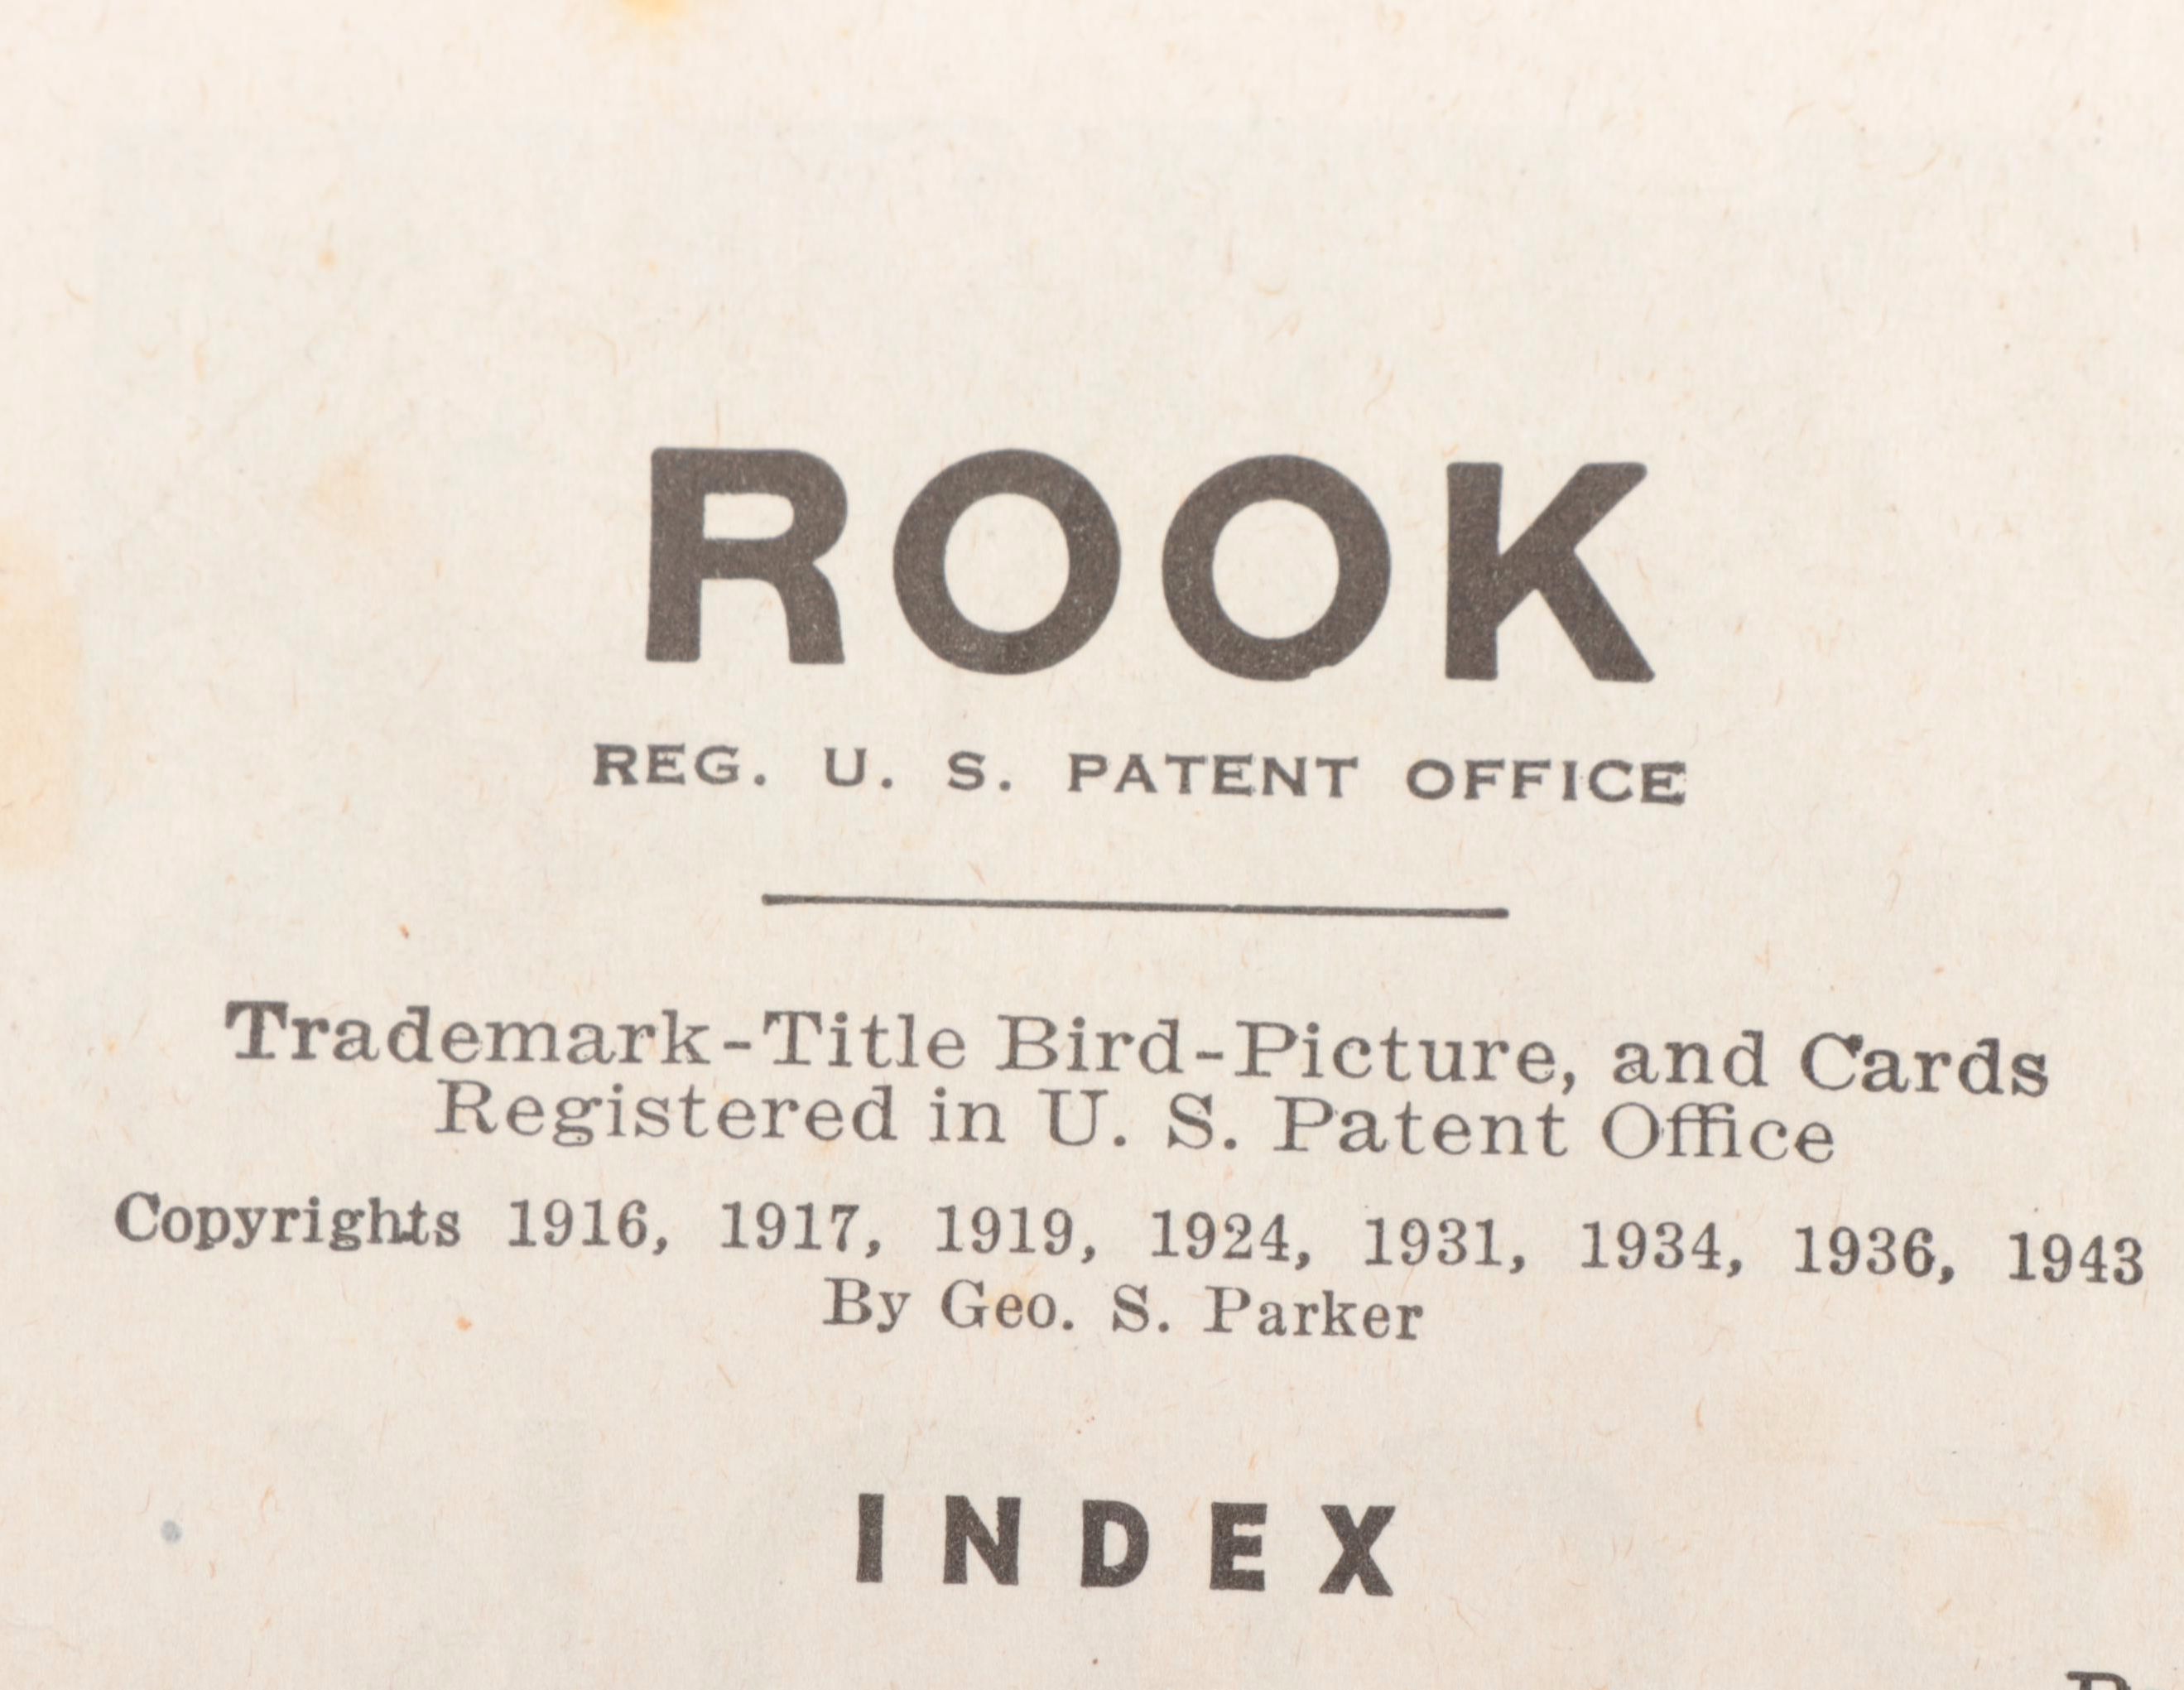 ROOK
REG. U. S. PATENT OFFICE
Trademark-Title Bird-Picture, and Cards
Registered in U. S. Patent Office
Copyrights 1916, 1917, 1919, 1924, 1931, 1934, 1936, 1943
By Geo. S. Parker
INDEX